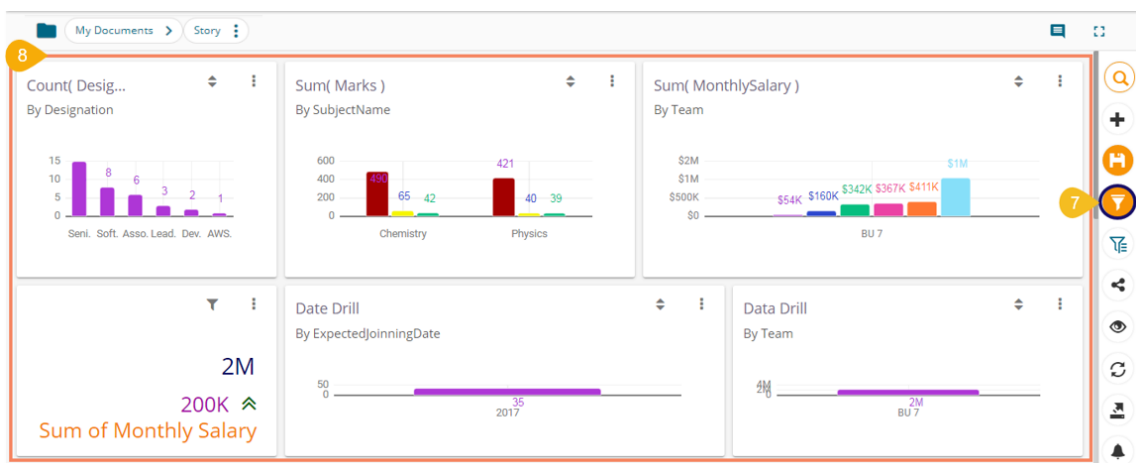 My Documents
Story
8
Count( Desig...
By Designation
15
10
5
0
8
6
3
2
1
Seni. Soft. Asso. Lead. Dev. AWS.
Sum( Marks )
By SubjectName
600
400
200
0
490
65
42
421
40
39
Chemistry
Physics
Sum( MonthlySalary )
By Team
$2M
$1M
$500K
$0
$54K
$160K
$342K
$367K
$411K
$1M
BU 7
7
2M
200K
Sum of Monthly Salary
Date Drill
By ExpectedJoinningDate
50
0
35
2017
Data Drill
By Team
4M
0
2M
BU 7